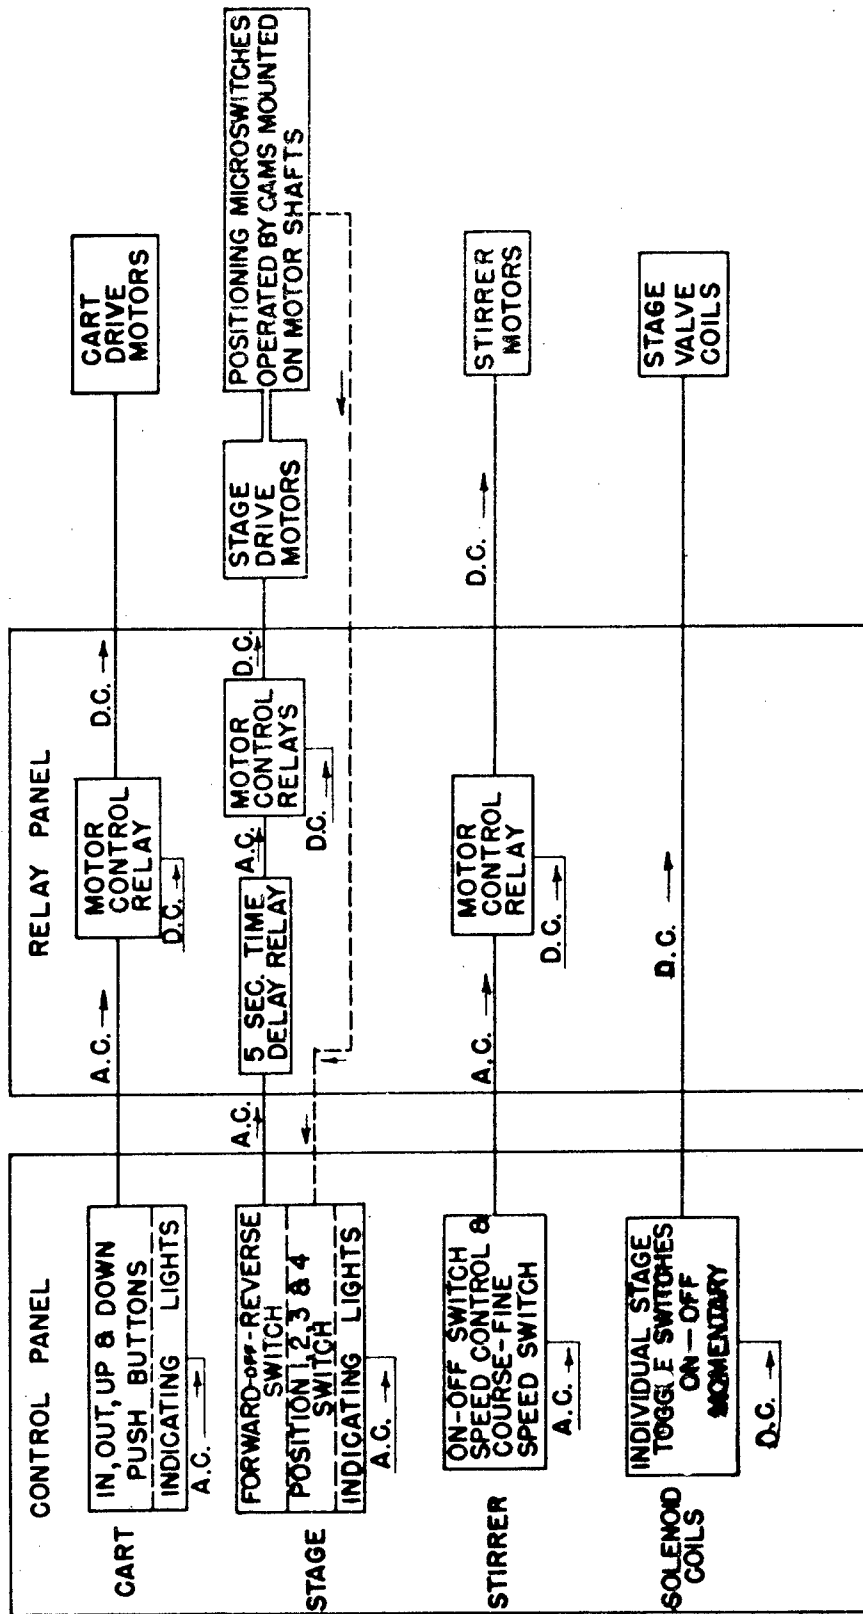 CONTROL PANEL
RELAY PANEL
CART
IN, OUT, UP & DOWN
PUSH BUTTONS
INDICATING LIGHTS
A.C.
A.C.
MOTOR
CONTROL
RELAY
D.C.
D.C.
CART
DRIVE
MOTORS
STAGE
FORWARD-OFF-REVERSE
SWITCH
POSITION 1, 2, 3 & 4
SWITCH
INDICATING LIGHTS
A.C.
A.C.
5 SEC. TIME
DELAY RELAY
A.C.
MOTOR
CONTROL
RELAYS
D.C.
D.C.
STAGE
DRIVE
MOTORS
POSITIONING MICROSWITCHES
OPERATED BY CAMS MOUNTED
ON MOTOR SHAFTS
STIRRER
ON-OFF SWITCH
SPEED CONTROL &
COURSE-FINE
SPEED SWITCH
A.C.
A.C.
MOTOR
CONTROL
RELAY
D.C.
D.C.
STIRRER
MOTORS
SOLENOID
COILS
INDIVIDUAL STAGE
TOGGLE SWITCHES
ON-OFF
MOMENTARY
D.C.
D.C.
STAGE
VALVE
COILS